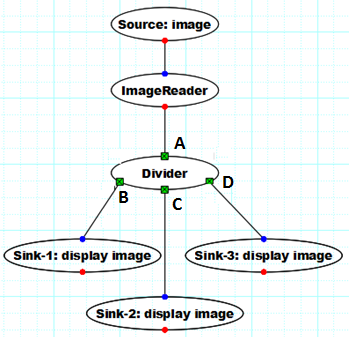 Source: image
ImageReader
A
Divider
B
C
D
Sink-1: display image
Sink-3: display image
Sink-2: display image